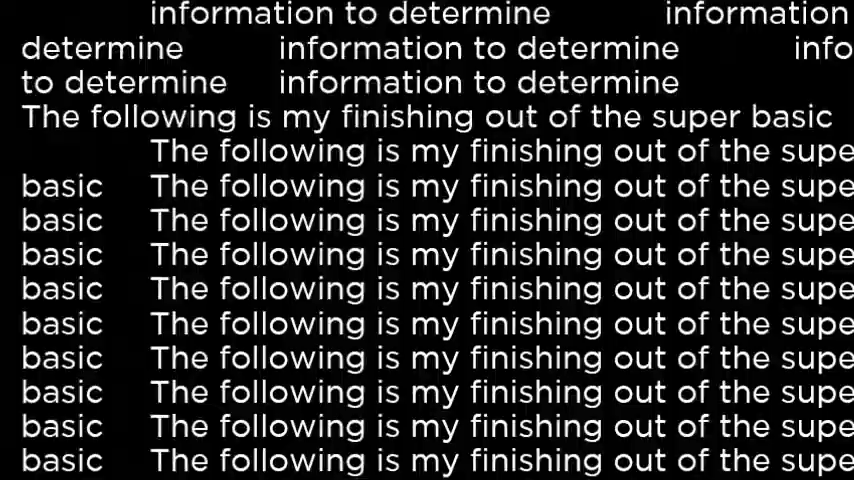 information to determine information
determine information to determine info
to determine information to determine
The following is my finishing out of the super basic
The following is my finishing out of the supe
basic The following is my finishing out of the supe
basic The following is my finishing out of the supe
basic The following is my finishing out of the supe
basic The following is my finishing out of the supe
basic The following is my finishing out of the supe
basic The following is my finishing out of the supe
basic The following is my finishing out of the supe
basic The following is my finishing out of the supe
basic The following is my finishing out of the supe